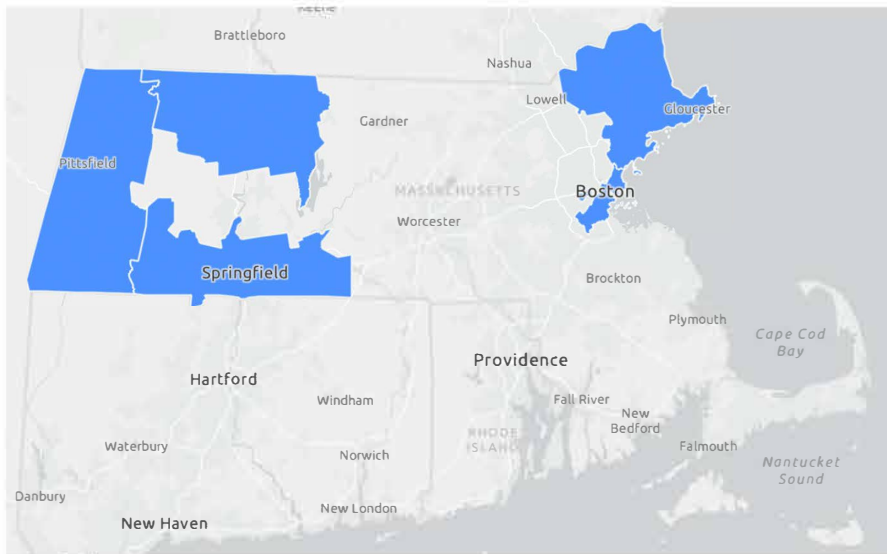 Brattleboro
Nashua
Lowell
Gloucester
Gardner
Pittsfield
MASSACHUSETTS
Boston
Worcester
Springfield
Brockton
Plymouth
Cape Cod
Bay
Providence
Hartford
Windham
Fall River
New
Bedford
RHODE
ISLAND
Waterbury
Norwich
Falmouth
Nantucket
Sound
Danbury
New London
New Haven